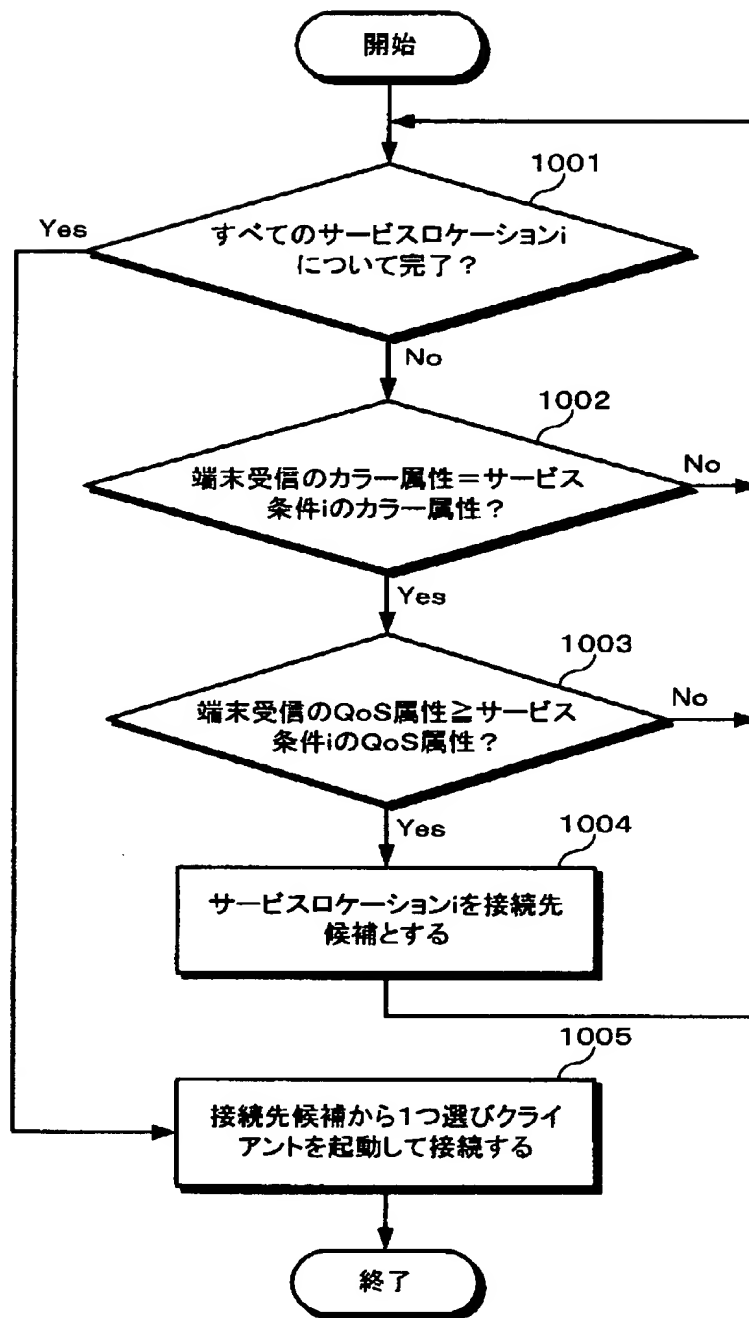 開始
1001
Yes
すべてのサービスロケーションi
について完了?
No
1002
端末受信のカラー属性=サービス
条件iのカラー属性?
No
Yes
1003
端末受信のQoS属性≧サービス
条件iのQoS属性?
No
Yes
1004
サービスロケーションiを接続先
候補とする
1005
接続先候補から1つ選びクライ
アントを起動して接続する
終了